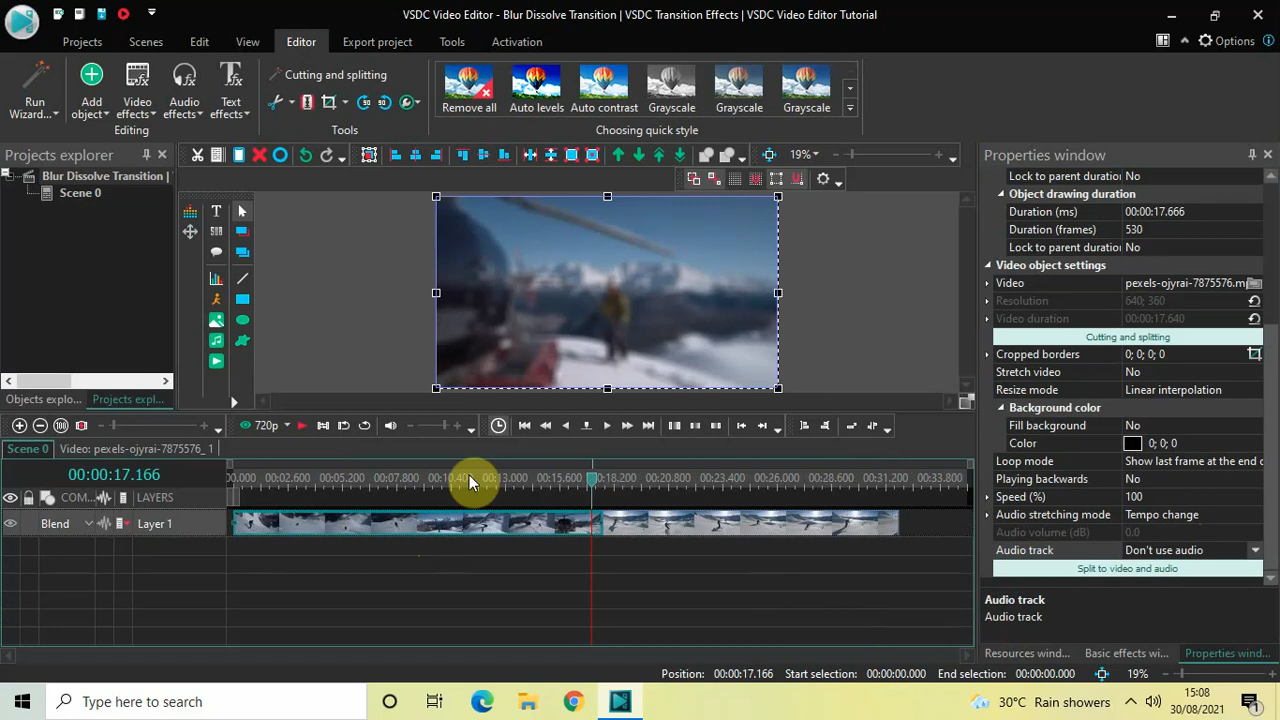 VSDC Video Editor - Blur Dissolve Transition | VSDC Transition Effects | VSDC Video Editor Tutorial
Projects Scenes Edit View Editor Export project Tools Activation
Options
Run Wizard...
Add object
Video effects
Audio effects
Text effects
Editing
Cutting and splitting
Tools
Remove all
Auto levels
Auto contrast
Grayscale
Grayscale
Grayscale
Choosing quick style
Projects explorer
19%
Properties window
Blur Dissolve Transition
Scene 0
Lock to parent duration No
Object drawing duration
Duration (ms) 00:00:17.666
Duration (frames) 530
Lock to parent duration No
Video object settings
Video pexels-ojyrai-7875576.m
Resolution 640; 360
Video duration 00:00:17.640
Cutting and splitting
Cropped borders 0; 0; 0; 0
Stretch video No
Resize mode Linear interpolation
Background color
Fill background No
Color 0; 0; 0
Loop mode Show last frame at the end o
Playing backwards No
Speed (%) 100
Audio stretching mode Tempo change
Audio volume (dB) 0.0
Audio track Don't use audio
Split to video and audio
Audio track
Audio track
Resources wind... Basic effects wi... Properties wind...
Objects explo... Projects expl...
720p
Scene 0 Video: pexels-ojyrai-7875576_1
00:00:17.166
0.000 00:02.600 00:05.200 00:07.800 00:10.400 00:13.000 00:15.600 00:18.200 00:20.800 00:23.400 00:26.000 00:28.600 00:31.200 00:33.800
COM... LAYERS
Blend Layer 1
Position: 00:00:17.166 Start selection: 00:00:00.000 End selection: 00:00:00.000 19%
Type here to search
30°C Rain showers
15:08
30/08/2021
1